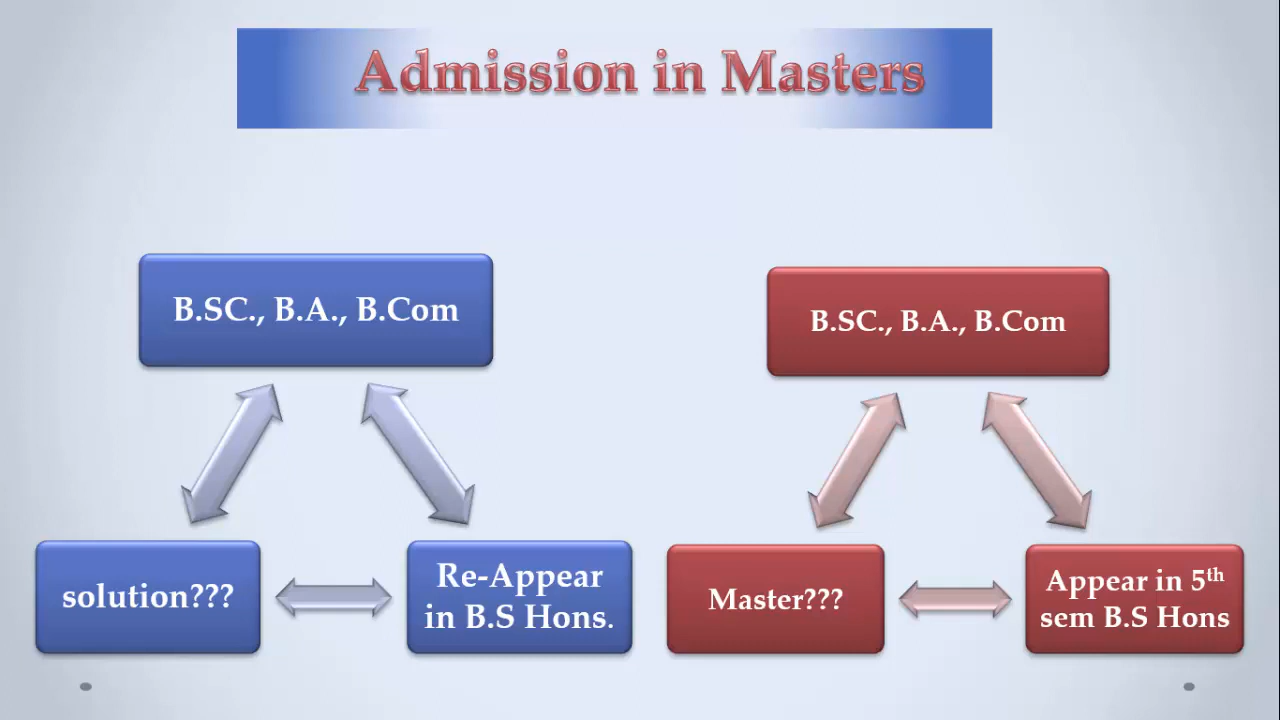 Admission in Masters
B.SC., B.A., B.Com
solution???
Re-Appear
in B.S Hons.
B.SC., B.A., B.Com
Master???
Appear in 5th
sem B.S Hons